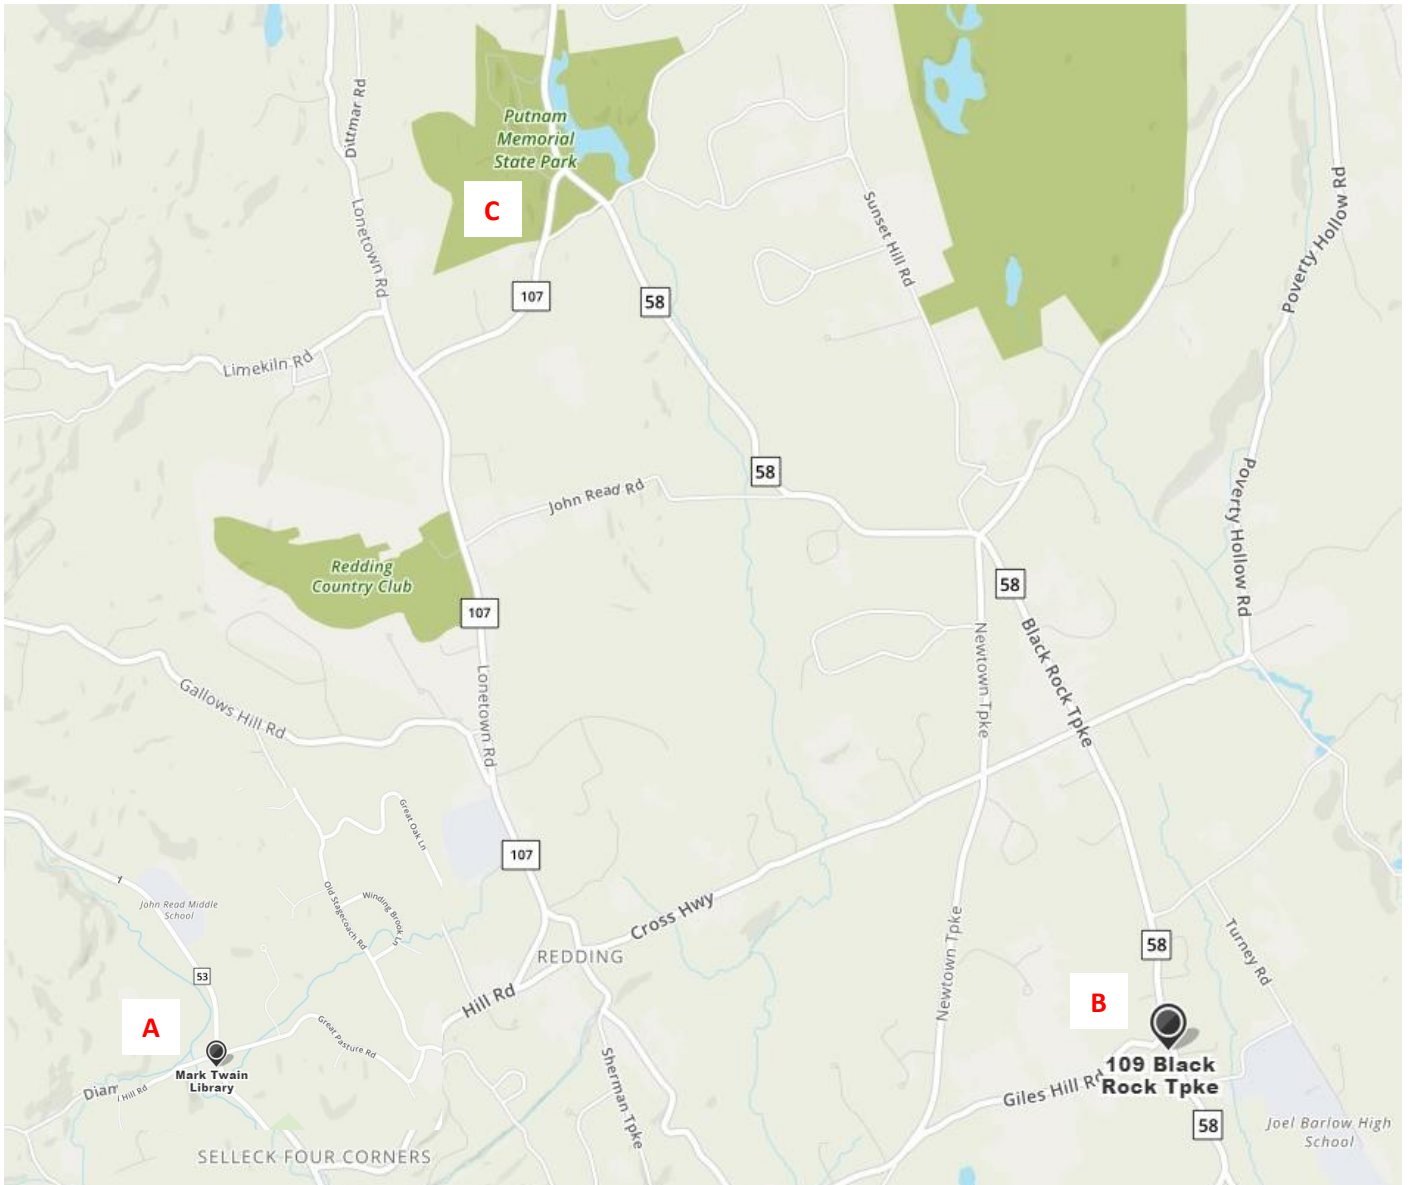 Dittmar Rd
Putnam
Memorial
State Park
C
Lonetown Rd
Sunset Hill Rd
Poverty Hollow Rd
107
58
Limekiln Rd
58
John Read Rd
Poverty Hollow Rd
Redding
Country Club
107
58
Black Rock Tpke
Newtown Tpke
Lonetown Rd
Gallows Hill Rd
Great Oak Ln
107
John Read Middle
School
Old Stagecoach Rd
Winding Brook
Cross Hwy
REDDING
53
Hill Rd
Newtown Tpke
58
Turney Rd
A
B
Great Pasture Rd
Mark Twain
Library
Hill Rd
109 Black
Rock Tpke
Giles Hill Rd
Sherman Tpke
58
Joel Barlow High
School
SELLECK FOUR CORNERS